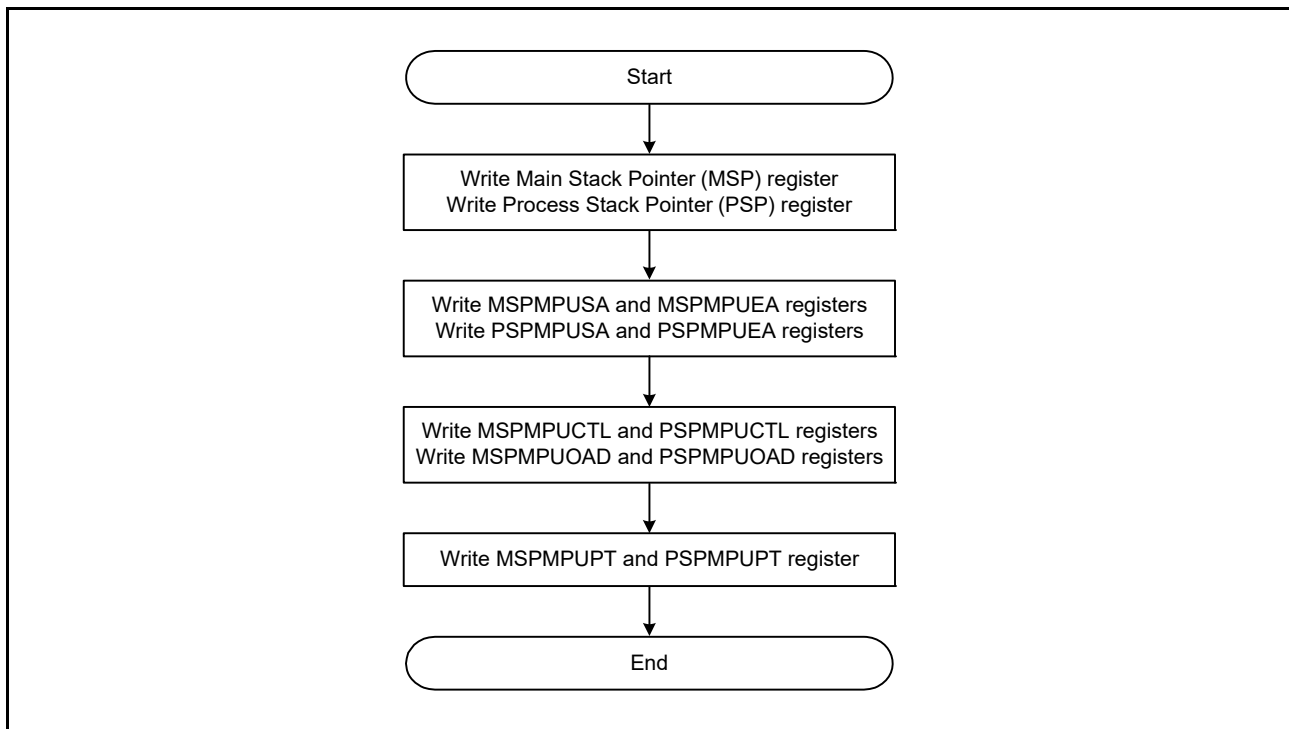 Start
Write Main Stack Pointer (MSP) register
Write Process Stack Pointer (PSP) register
Write MSPMPUSA and MSPMPUEA registers
Write PSPMPUSA and PSPMPUEA registers
Write MSPMPUCTL and PSPMPUCTL registers
Write MSPMPUOAD and PSPMPUOAD registers
Write MSPMPUPT and PSPMPUPT register
End